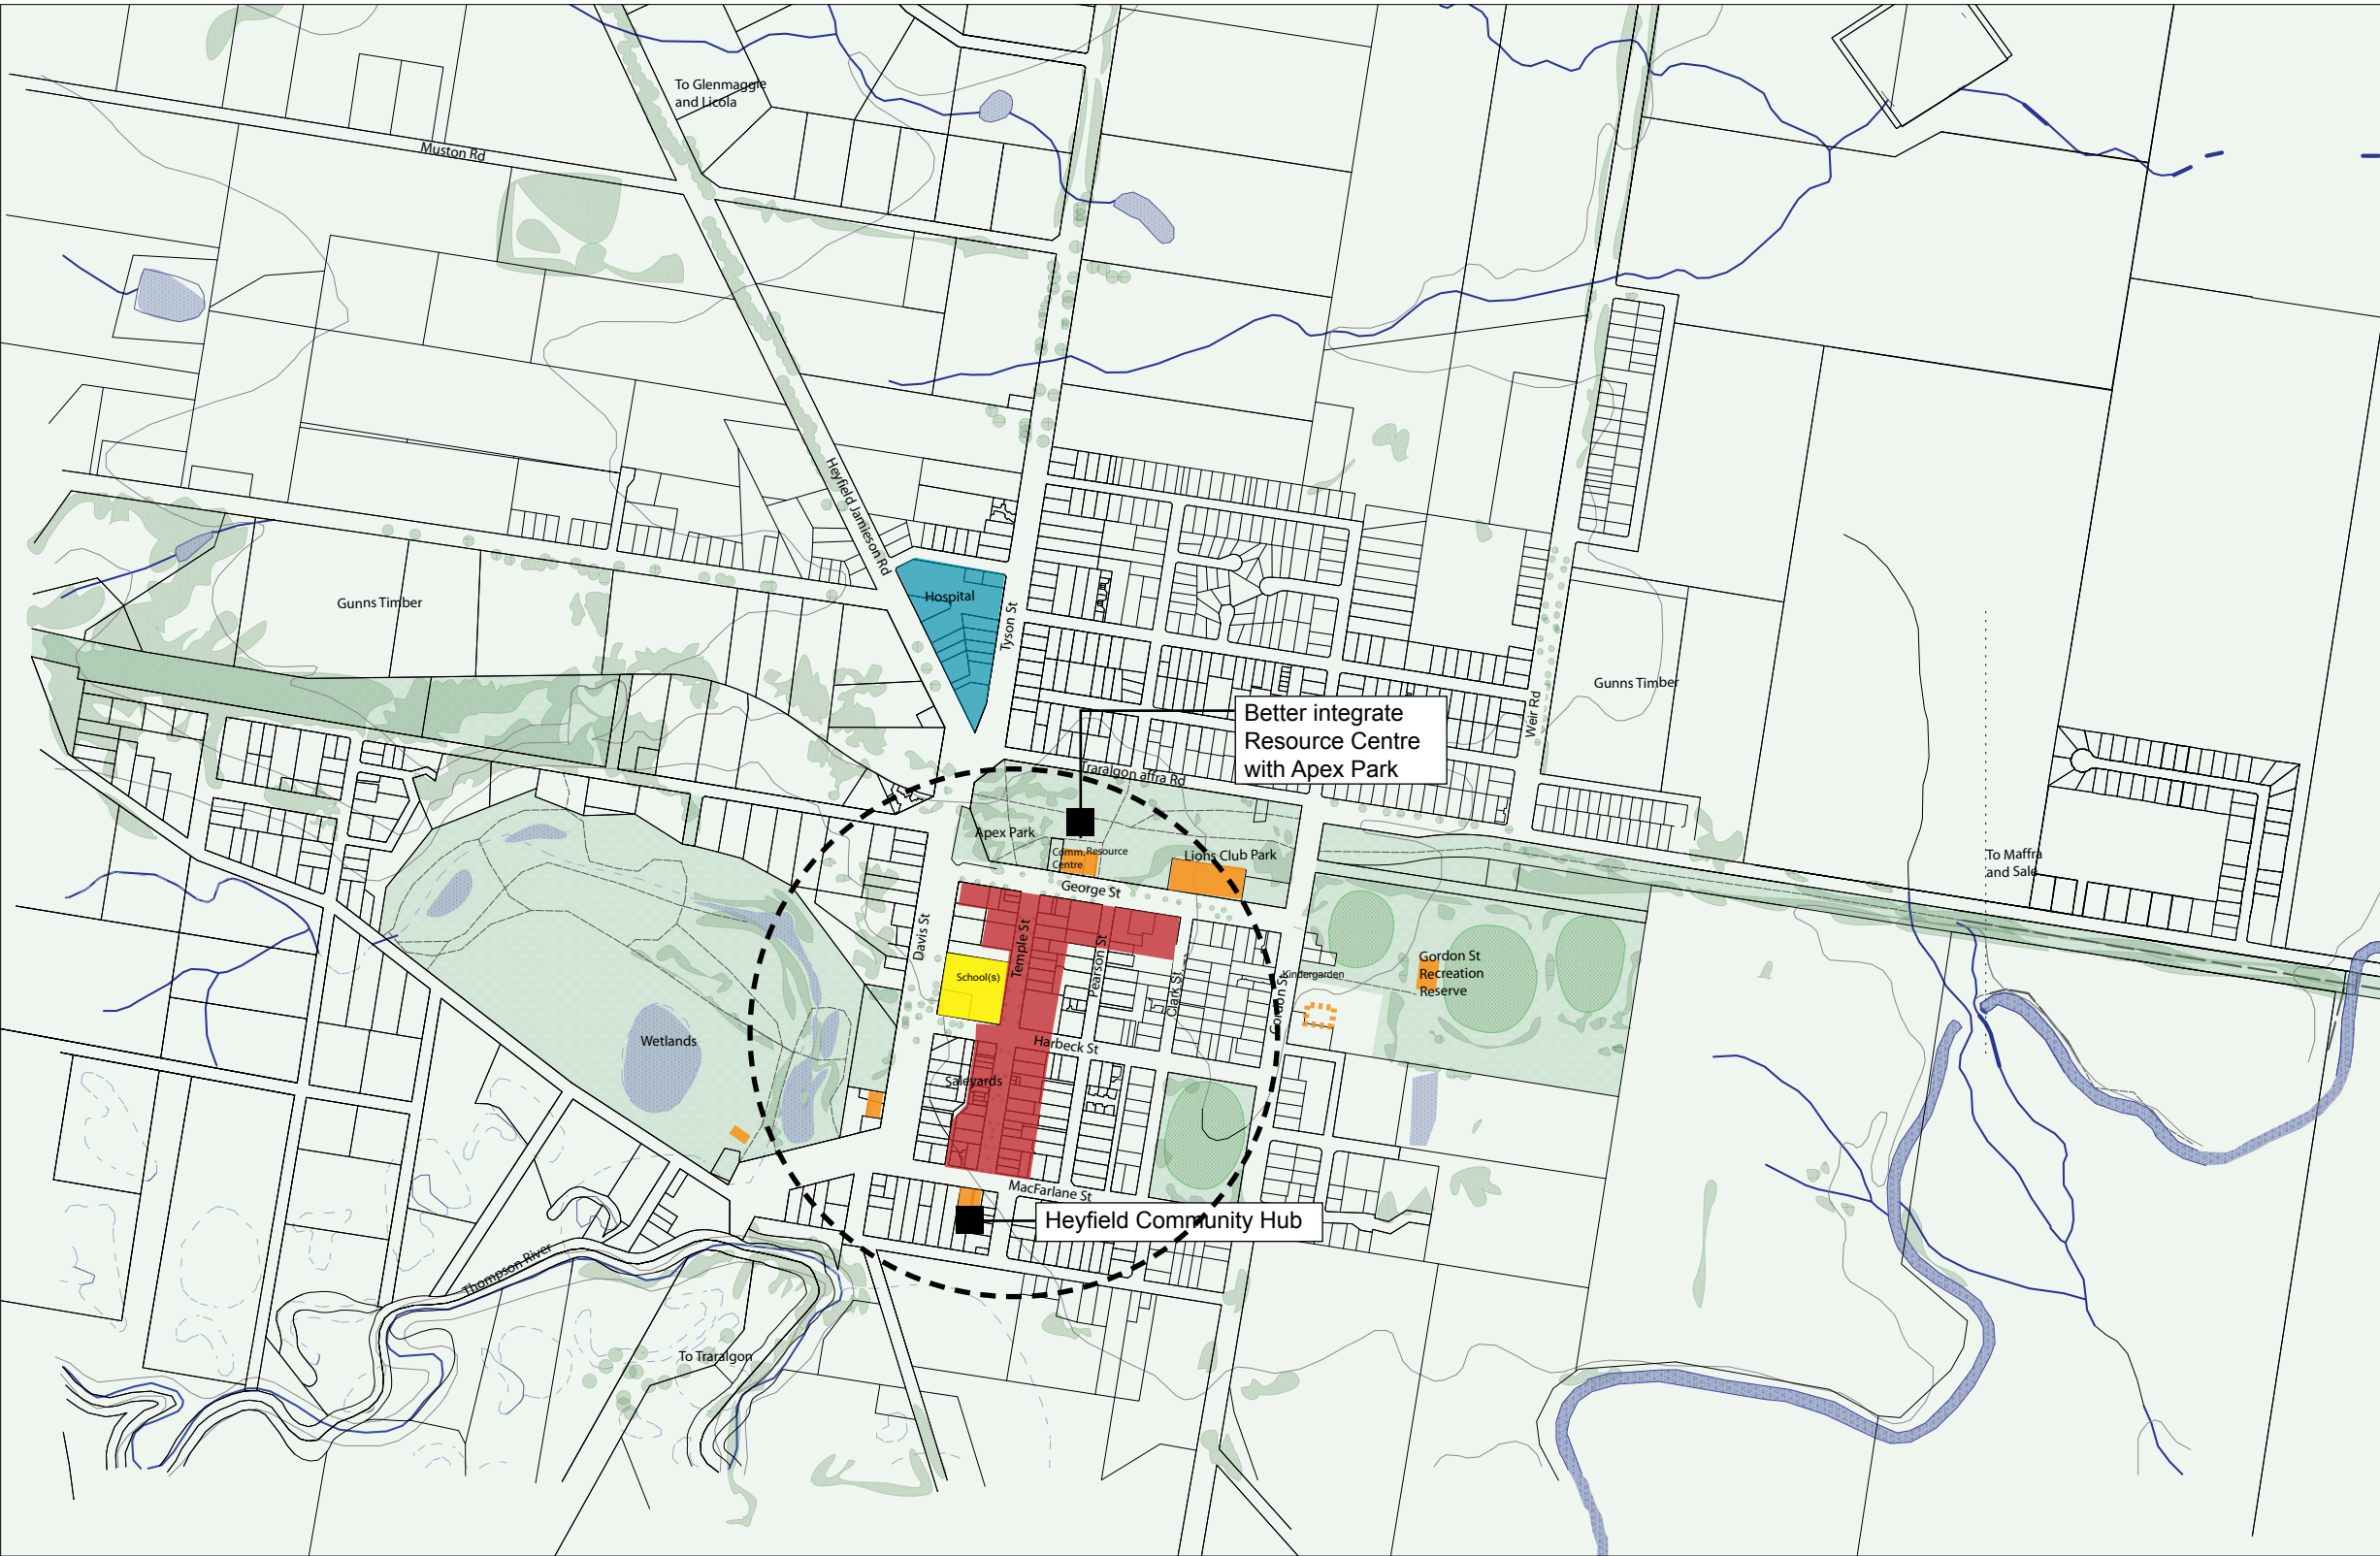 To Glenmaggie
and Licola
Muston Rd
Heyfield Jamieson Rd
Gunns Timber
Hospital
Tyson St
Gunns Timber
Weir Rd
Better integrate
Resource Centre
with Apex Park
Traralgon affra Rd
Apex Park
Comm.Resource
Centre
Lions Club Park
To Maffra
and Sale
George St
Davis St
Temple St
Pearson St
Clark St
Gordon St
School(s)
Kindergarden
Gordon St
Recreation
Reserve
Wetlands
Harbeck St
Saleyards
MacFarlane St
Heyfield Community Hub
Thompson River
To Traralgon